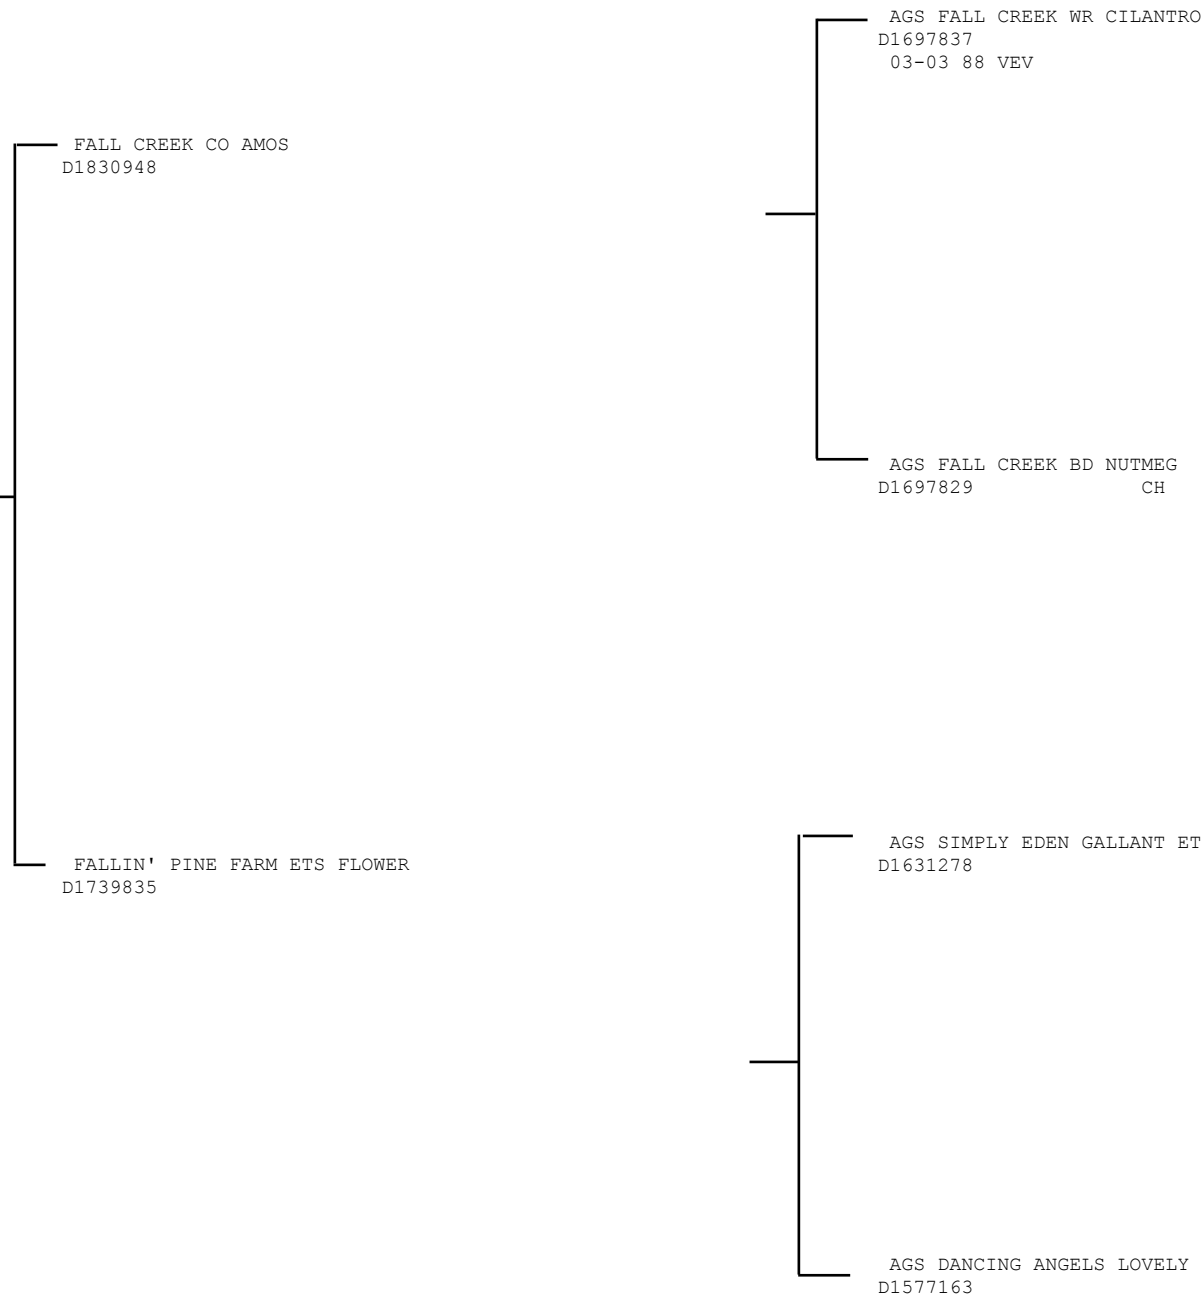 AGS FALL CREEK WR CILANTRO
D1697837
03-03 88 VEV
FALL CREEK CO AMOS
D1830948
AGS FALL CREEK BD NUTMEG
D1697829 CH
AGS SIMPLY EDEN GALLANT ET
D1631278
FALLIN' PINE FARM ETS FLOWER
D1739835
AGS DANCING ANGELS LOVELY
D1577163